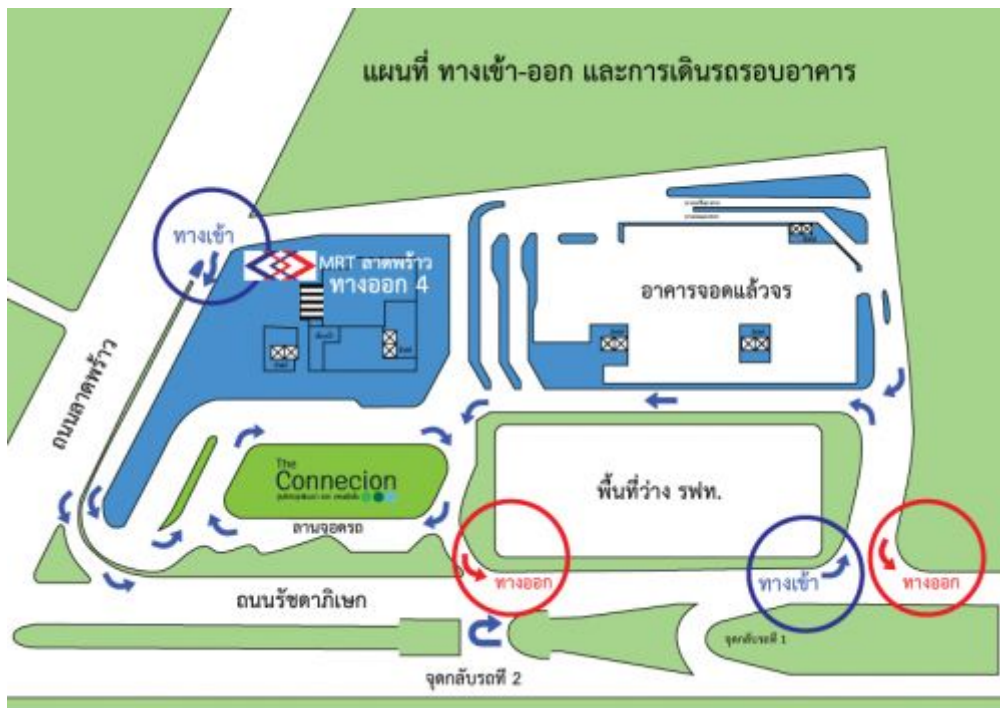 แผนที่ ทางเข้า-ออก และการเดินรถรอบอาคาร
ทางเข้า
MRT ลาดพร้าว
ทางออก 4
อาคารจอดแล้วจร
ถนนลาดพร้าว
The
Connecion
ลานจอดรถ
พื้นที่ว่าง รฟท.
ทางออก
ทางเข้า
ทางออก
ถนนรัชดาภิเษก
จุดกลับรถที่ 1
จุดกลับรถที่ 2